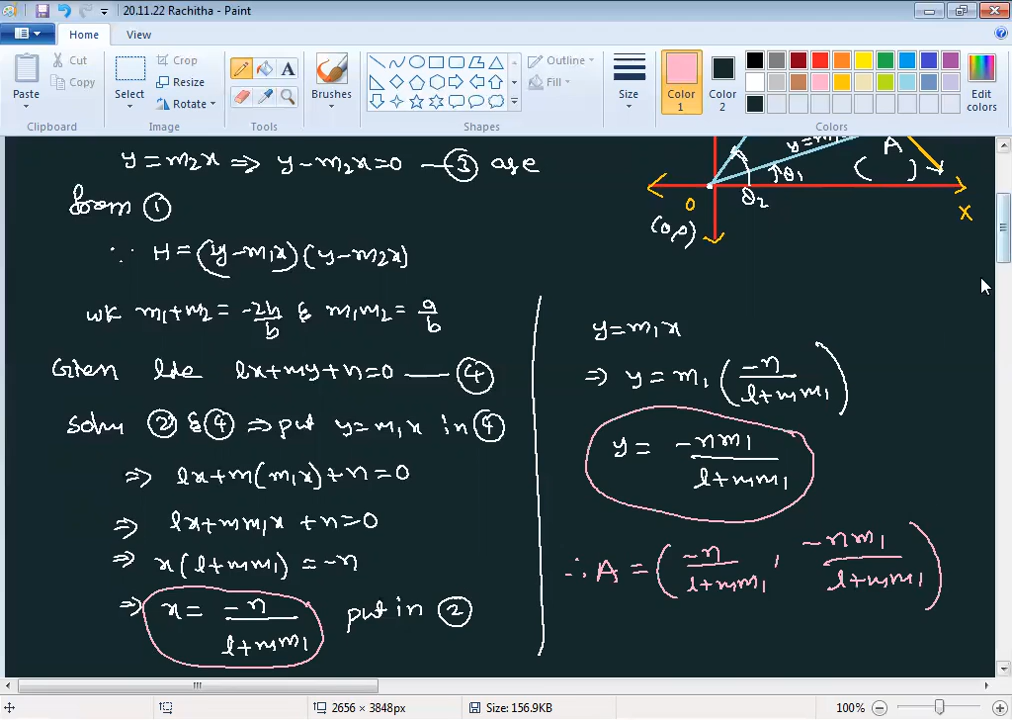 20.11.22 Rachitha - Paint
Home View
Paste
Cut
Copy
Clipboard
Select
Crop
Resize
Rotate
Image
Tools
Brushes
Shapes
Outline
Fill
Size
Color 1
Color 2
Colors
Edit colors
y = m₂x ⇒ y - m₂x = 0 — ③ are
from ①
∵ H = (y - m₁x)(y - m₂x)
wk m₁ + m₂ = -2h/b & m₁m₂ = a/b
Given line lx + my + n = 0 — ④
Solv ② & ④ ⇒ put y = m₁x in ④
⇒ lx + m(m₁x) + n = 0
⇒ lx + mm₁x + n = 0
⇒ x(l + mm₁) = -n
⇒ x = -n/(l + mm₁) put in ②
A
( )
θ₁
θ₂
O
X
(0,0)
y = m₁x
⇒ y = m₁(-n/(l + mm₁))
y = -nm₁/(l + mm₁)
∴ A = (-n/(l + mm₁), -nm₁/(l + mm₁))
2656 × 3848px
Size: 156.9KB
100%